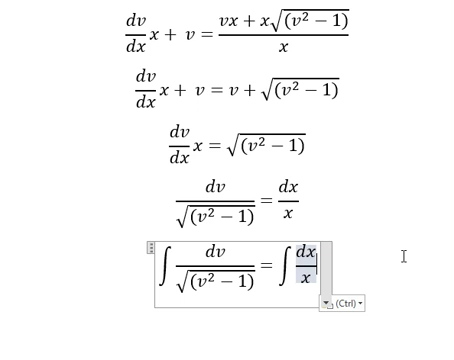 dv/dx x + v = (vx + x√((v² − 1)))/x
dv/dx x + v = v + √((v² − 1))
dv/dx x = √((v² − 1))
dv/√((v² − 1)) = dx/x
∫ dv/√((v² − 1)) = ∫ dx/x
(Ctrl)